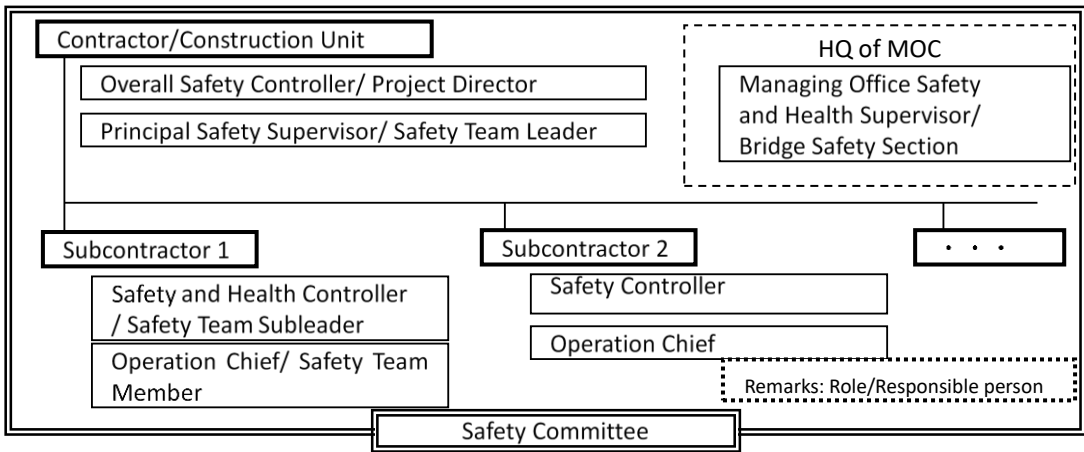 Contractor/Construction Unit
Overall Safety Controller/ Project Director
Principal Safety Supervisor/ Safety Team Leader
HQ of MOC
Managing Office Safety
and Health Supervisor/
Bridge Safety Section
Subcontractor 1
Safety and Health Controller
/ Safety Team Subleader
Operation Chief/ Safety Team
Member
Subcontractor 2
Safety Controller
Operation Chief
・・・
Remarks: Role/Responsible person
Safety Committee